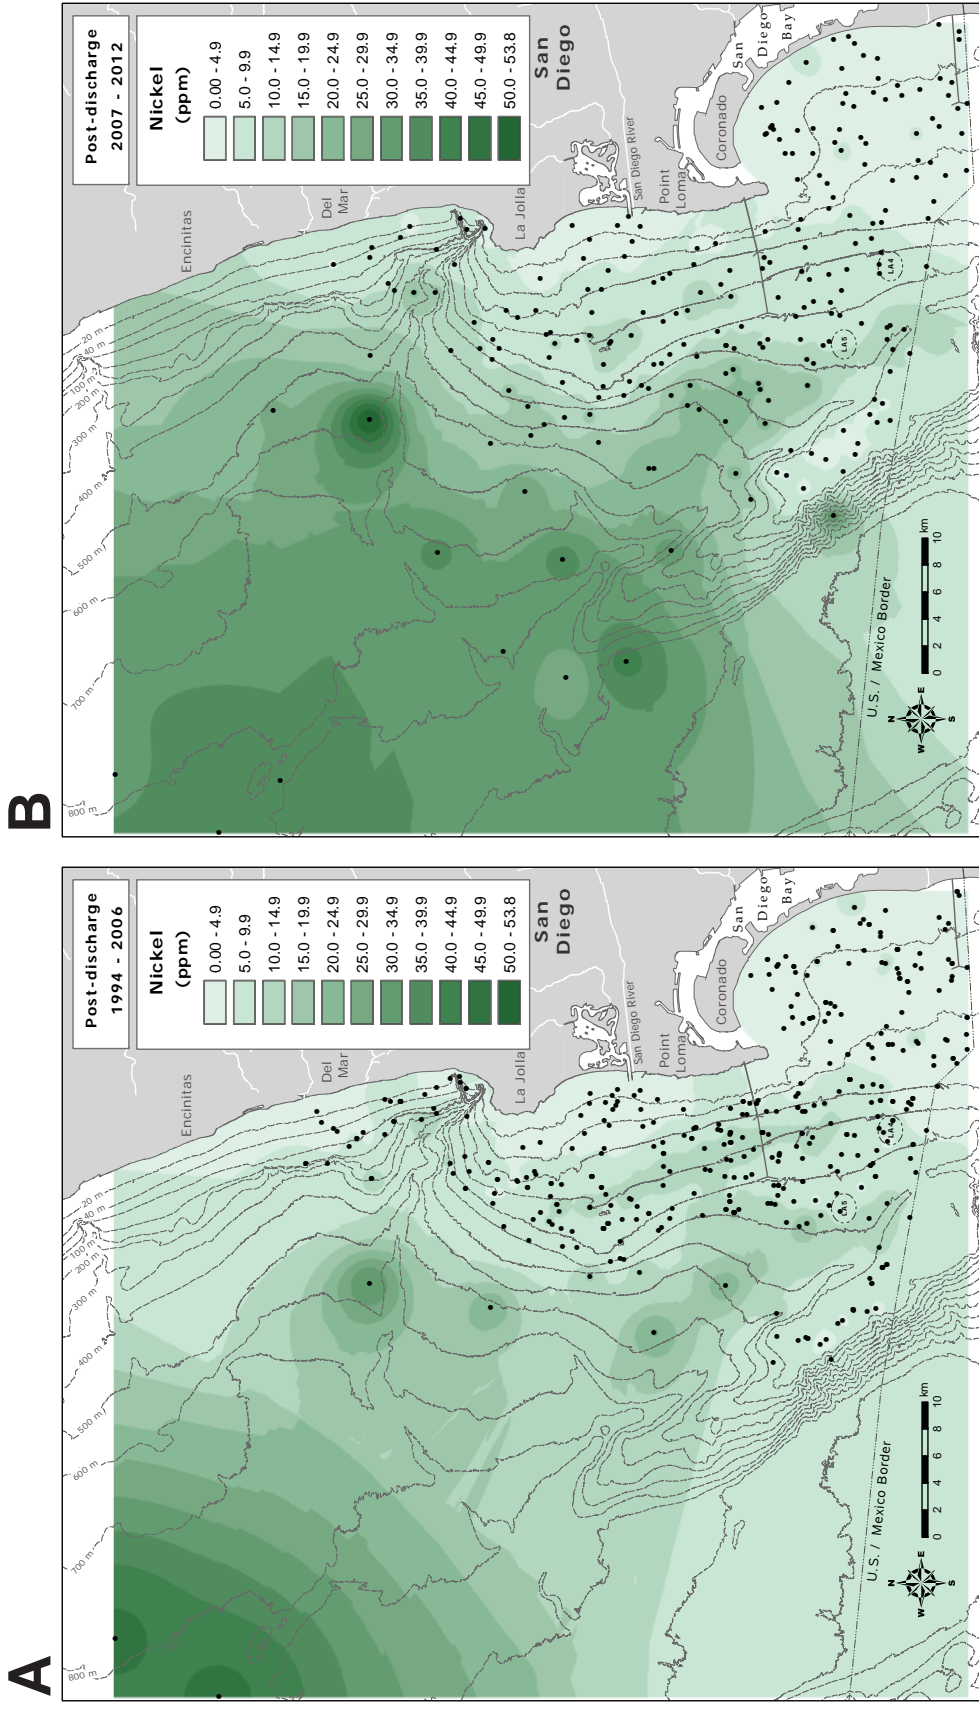 A
Post-discharge
1994 - 2006
Nickel
(ppm)
0.00 - 4.9
5.0 - 9.9
10.0 - 14.9
15.0 - 19.9
20.0 - 24.9
25.0 - 29.9
30.0 - 34.9
35.0 - 39.9
40.0 - 44.9
45.0 - 49.9
50.0 - 53.8
Encinitas
Del
Mar
La Jolla
San
Diego
San Diego River
Point
Loma
Coronado
San
Diego
Bay
20 m
40 m
100 m
200 m
300 m
400 m
500 m
600 m
700 m
800 m
LA5
LA4
U.S. / Mexico Border
N
W E
S
0 2 4 6 8 10
km
B
Post-discharge
2007 - 2012
Nickel
(ppm)
0.00 - 4.9
5.0 - 9.9
10.0 - 14.9
15.0 - 19.9
20.0 - 24.9
25.0 - 29.9
30.0 - 34.9
35.0 - 39.9
40.0 - 44.9
45.0 - 49.9
50.0 - 53.8
Encinitas
Del
Mar
La Jolla
San
Diego
San Diego River
Point
Loma
Coronado
San
Diego
Bay
20 m
40 m
100 m
200 m
300 m
400 m
500 m
600 m
700 m
800 m
LA5
LA4
U.S. / Mexico Border
N
W E
S
0 2 4 6 8 10
km